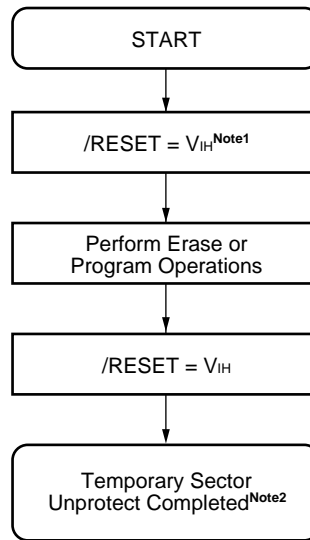 START
/RESET = VIHNote1
Perform Erase or
Program Operations
/RESET = VIH
Temporary Sector
Unprotect CompletedNote2